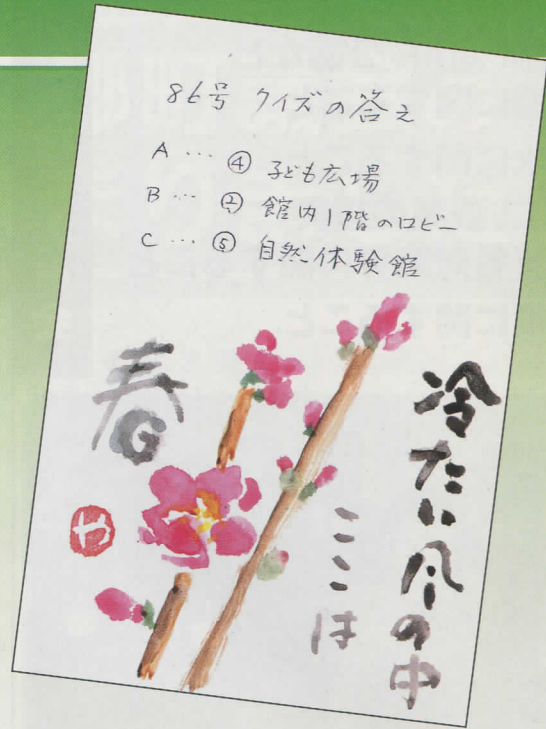 86号 クイズの答え
A … ④ 子ども広場
B … ② 館内1階のロビー
C … ⑤ 自然体験館
冷たい風の中
ここは
春
や